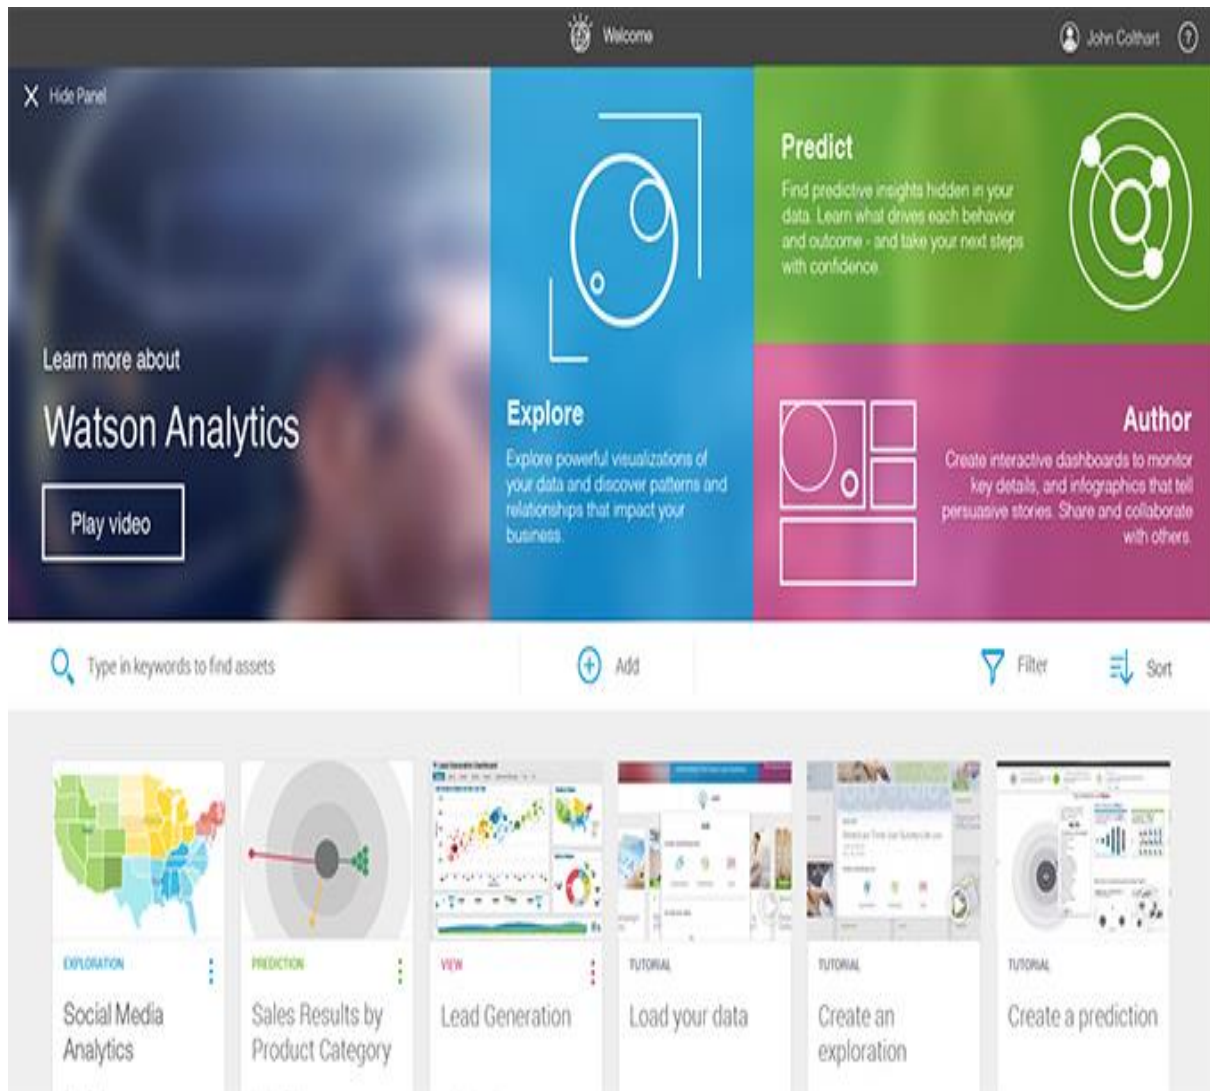 Welcome
John Colthart
?
Hide Panel
Learn more about
Watson Analytics
Play video
Explore
Explore powerful visualizations of
your data and discover patterns and
relationships that impact your
business.
Predict
Find predictive insights hidden in your
data. Learn what drives each behavior
and outcome - and take your next steps
with confidence.
Author
Create interactive dashboards to monitor
key details, and infographics that tell
persuasive stories. Share and collaborate
with others.
Type in keywords to find assets
Add
Filter
Sort
EXPLORATION
Social Media
Analytics
PREDICTION
Sales Results by
Product Category
VIEW
Lead Generation
TUTORIAL
Load your data
TUTORIAL
Create an
exploration
TUTORIAL
Create a prediction